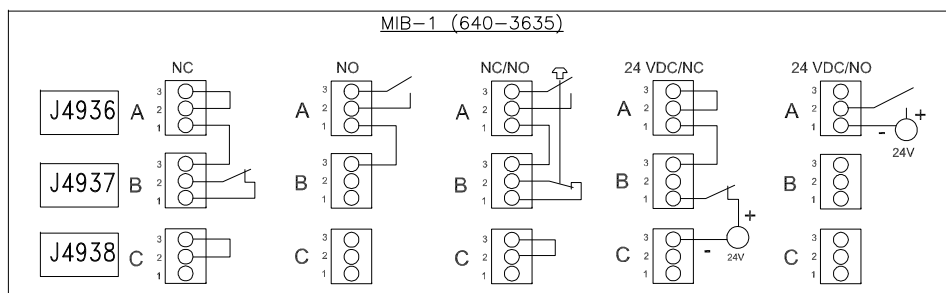 MIB-1 (640-3635)
NC NO NC/NO 24 VDC/NC 24 VDC/NO
J4936 A 3 2 1 A 3 2 1 A 3 2 1 A 3 2 1 A 3 2 1 - + 24V
J4937 B 3 2 1 B 3 2 1 B 3 2 1 B 3 2 1 B 3 2 1
J4938 C 3 2 1 C 3 2 1 C 3 2 1 C 3 2 1 - + 24V C 3 2 1